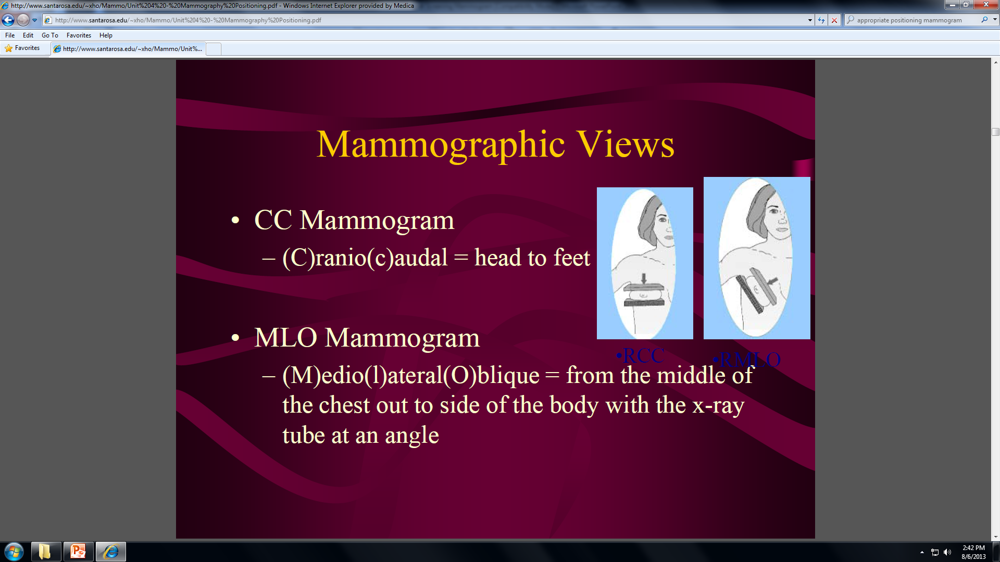 http://www.santarosa.edu/~xho/Mammo/Unit%204%20-%20Mammography%20Positioning.pdf - Windows Internet Explorer provided by Medica
http://www.santarosa.edu/~xho/Mammo/Unit%204%20-%20Mammography%20Positioning.pdf
appropriate positioning mammogram
File Edit Go To Favorites Help
Favorites
http://www.santarosa.edu/~xho/Mammo/Unit%...
Mammographic Views
• CC Mammogram
– (C)ranio(c)audal = head to feet
• MLO Mammogram
•RCC
•RMLO
– (M)edio(l)ateral(O)blique = from the middle of
the chest out to side of the body with the x-ray
tube at an angle
2:42 PM
8/6/2013